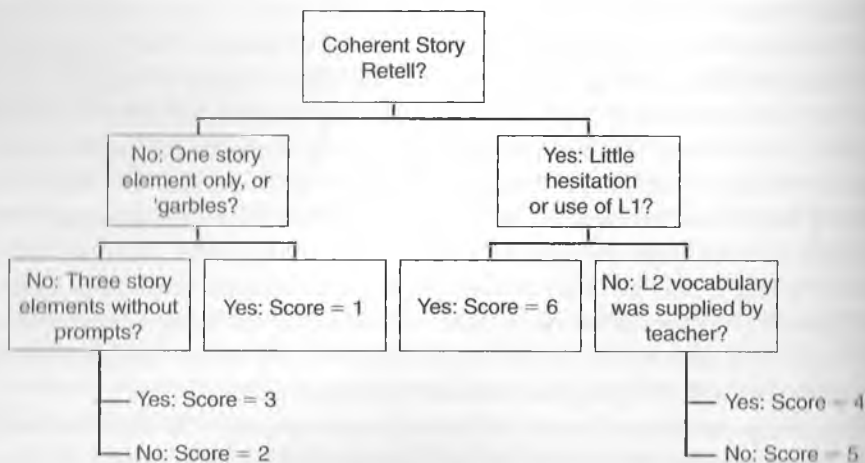 Coherent Story
Retell?
No: One story
element only, or
'garbles?
Yes: Little
hesitation
or use of L1?
No: Three story
elements without
prompts?
Yes: Score = 1
Yes: Score = 6
No: L2 vocabulary
was supplied by
teacher?
Yes: Score = 3
No: Score = 2
Yes: Score = 4
No: Score = 5